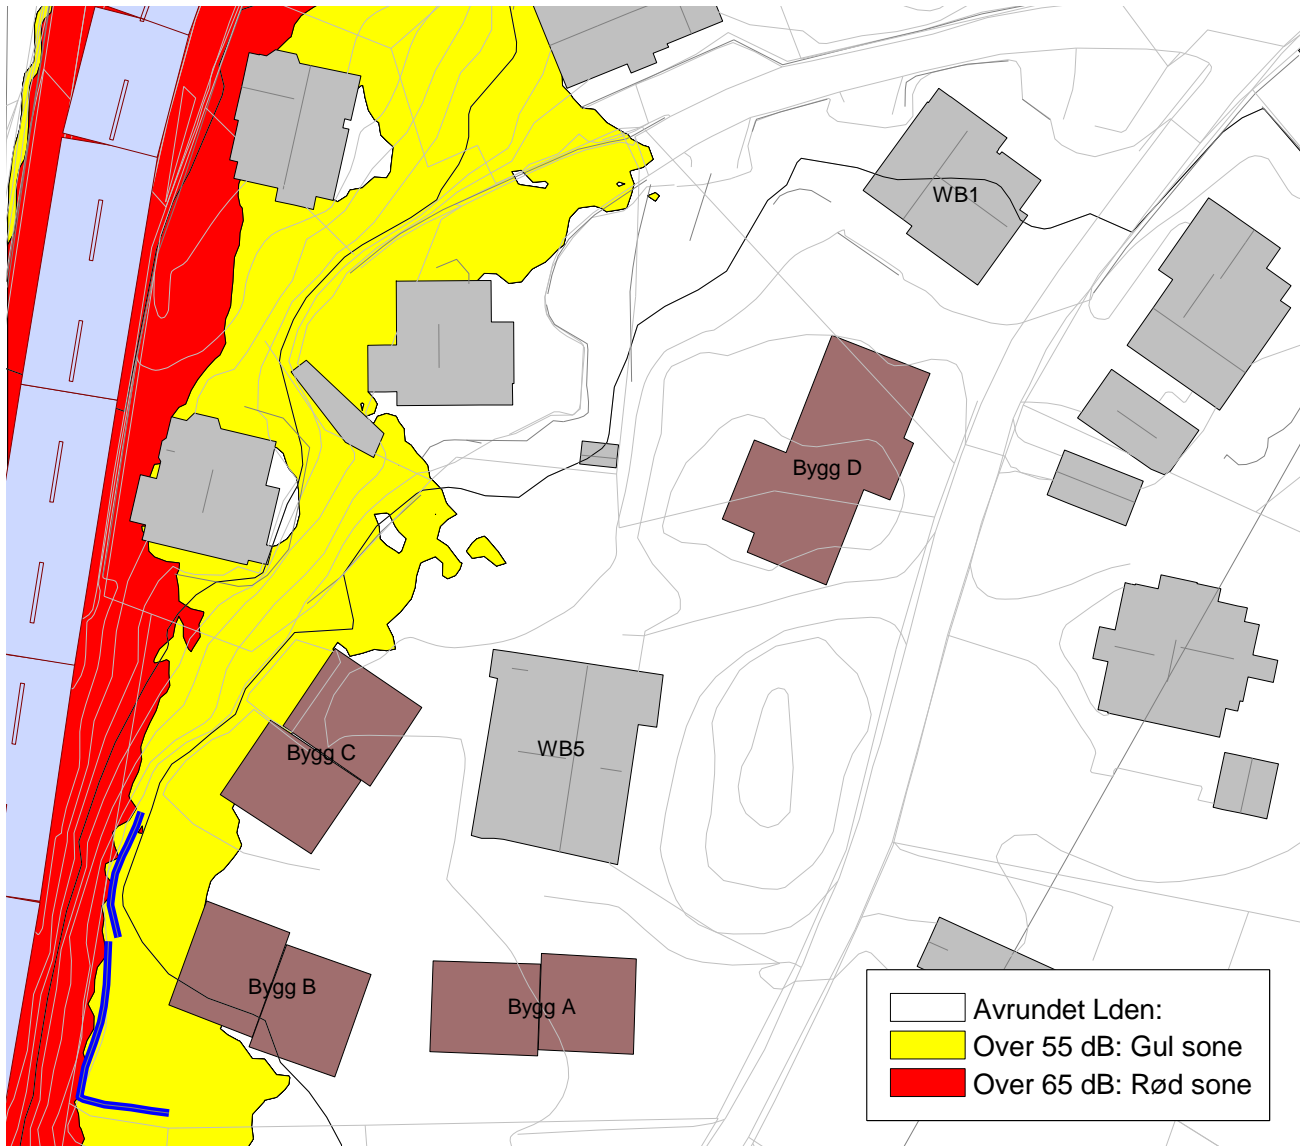 WB1
Bygg D
Bygg C
WB5
Bygg B
Bygg A
Avrundet Lden:
Over 55 dB: Gul sone
Over 65 dB: Rød sone